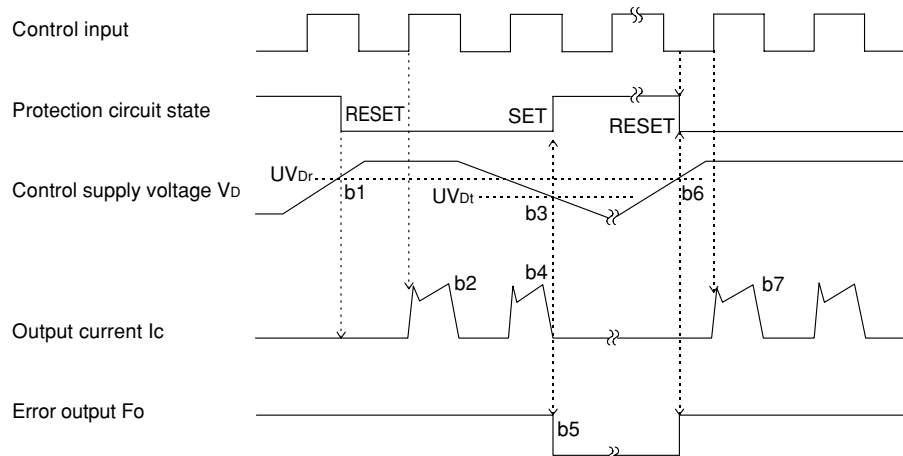 Control input
Protection circuit state
RESET
SET
RESET
UVDr
b1
b6
Control supply voltage VD
UVDt
b3
b2
b4
b7
Output current Ic
Error output Fo
b5